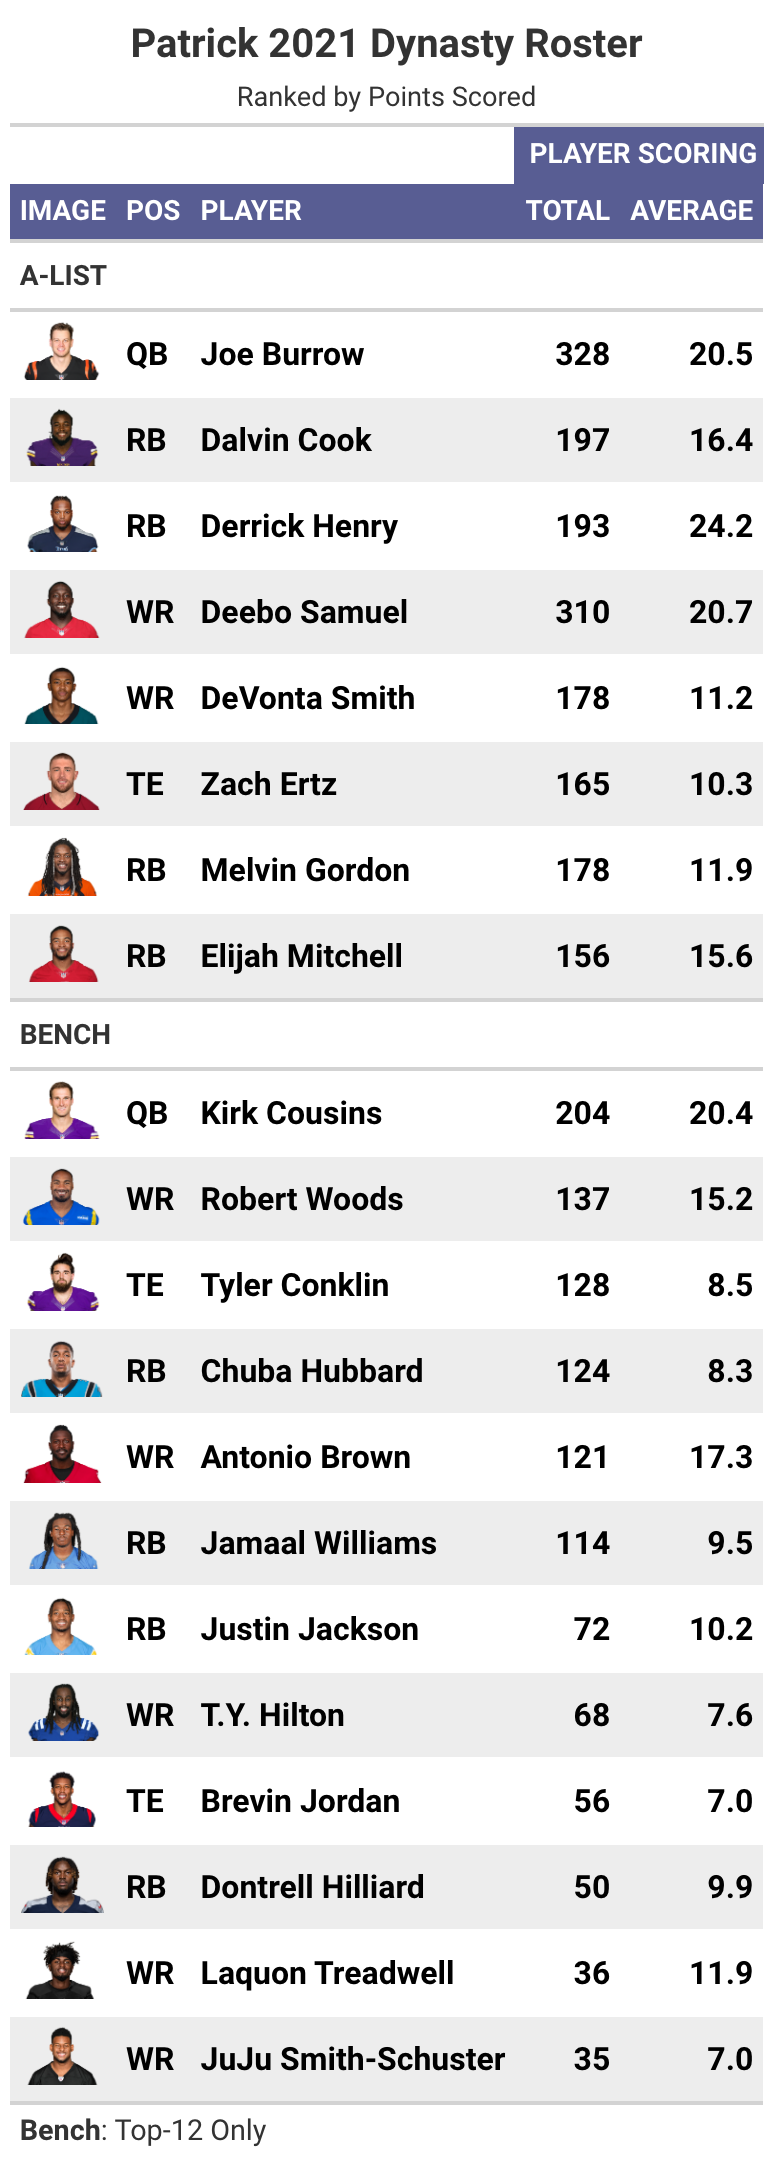 Patrick 2021 Dynasty Roster
Ranked by Points Scored
PLAYER SCORING
IMAGE POS PLAYER TOTAL AVERAGE
A-LIST
QB Joe Burrow 328 20.5
RB Dalvin Cook 197 16.4
RB Derrick Henry 193 24.2
WR Deebo Samuel 310 20.7
WR DeVonta Smith 178 11.2
TE Zach Ertz 165 10.3
RB Melvin Gordon 178 11.9
RB Elijah Mitchell 156 15.6
BENCH
QB Kirk Cousins 204 20.4
WR Robert Woods 137 15.2
TE Tyler Conklin 128 8.5
RB Chuba Hubbard 124 8.3
WR Antonio Brown 121 17.3
RB Jamaal Williams 114 9.5
RB Justin Jackson 72 10.2
WR T.Y. Hilton 68 7.6
TE Brevin Jordan 56 7.0
RB Dontrell Hilliard 50 9.9
WR Laquon Treadwell 36 11.9
WR JuJu Smith-Schuster 35 7.0
Bench: Top-12 Only